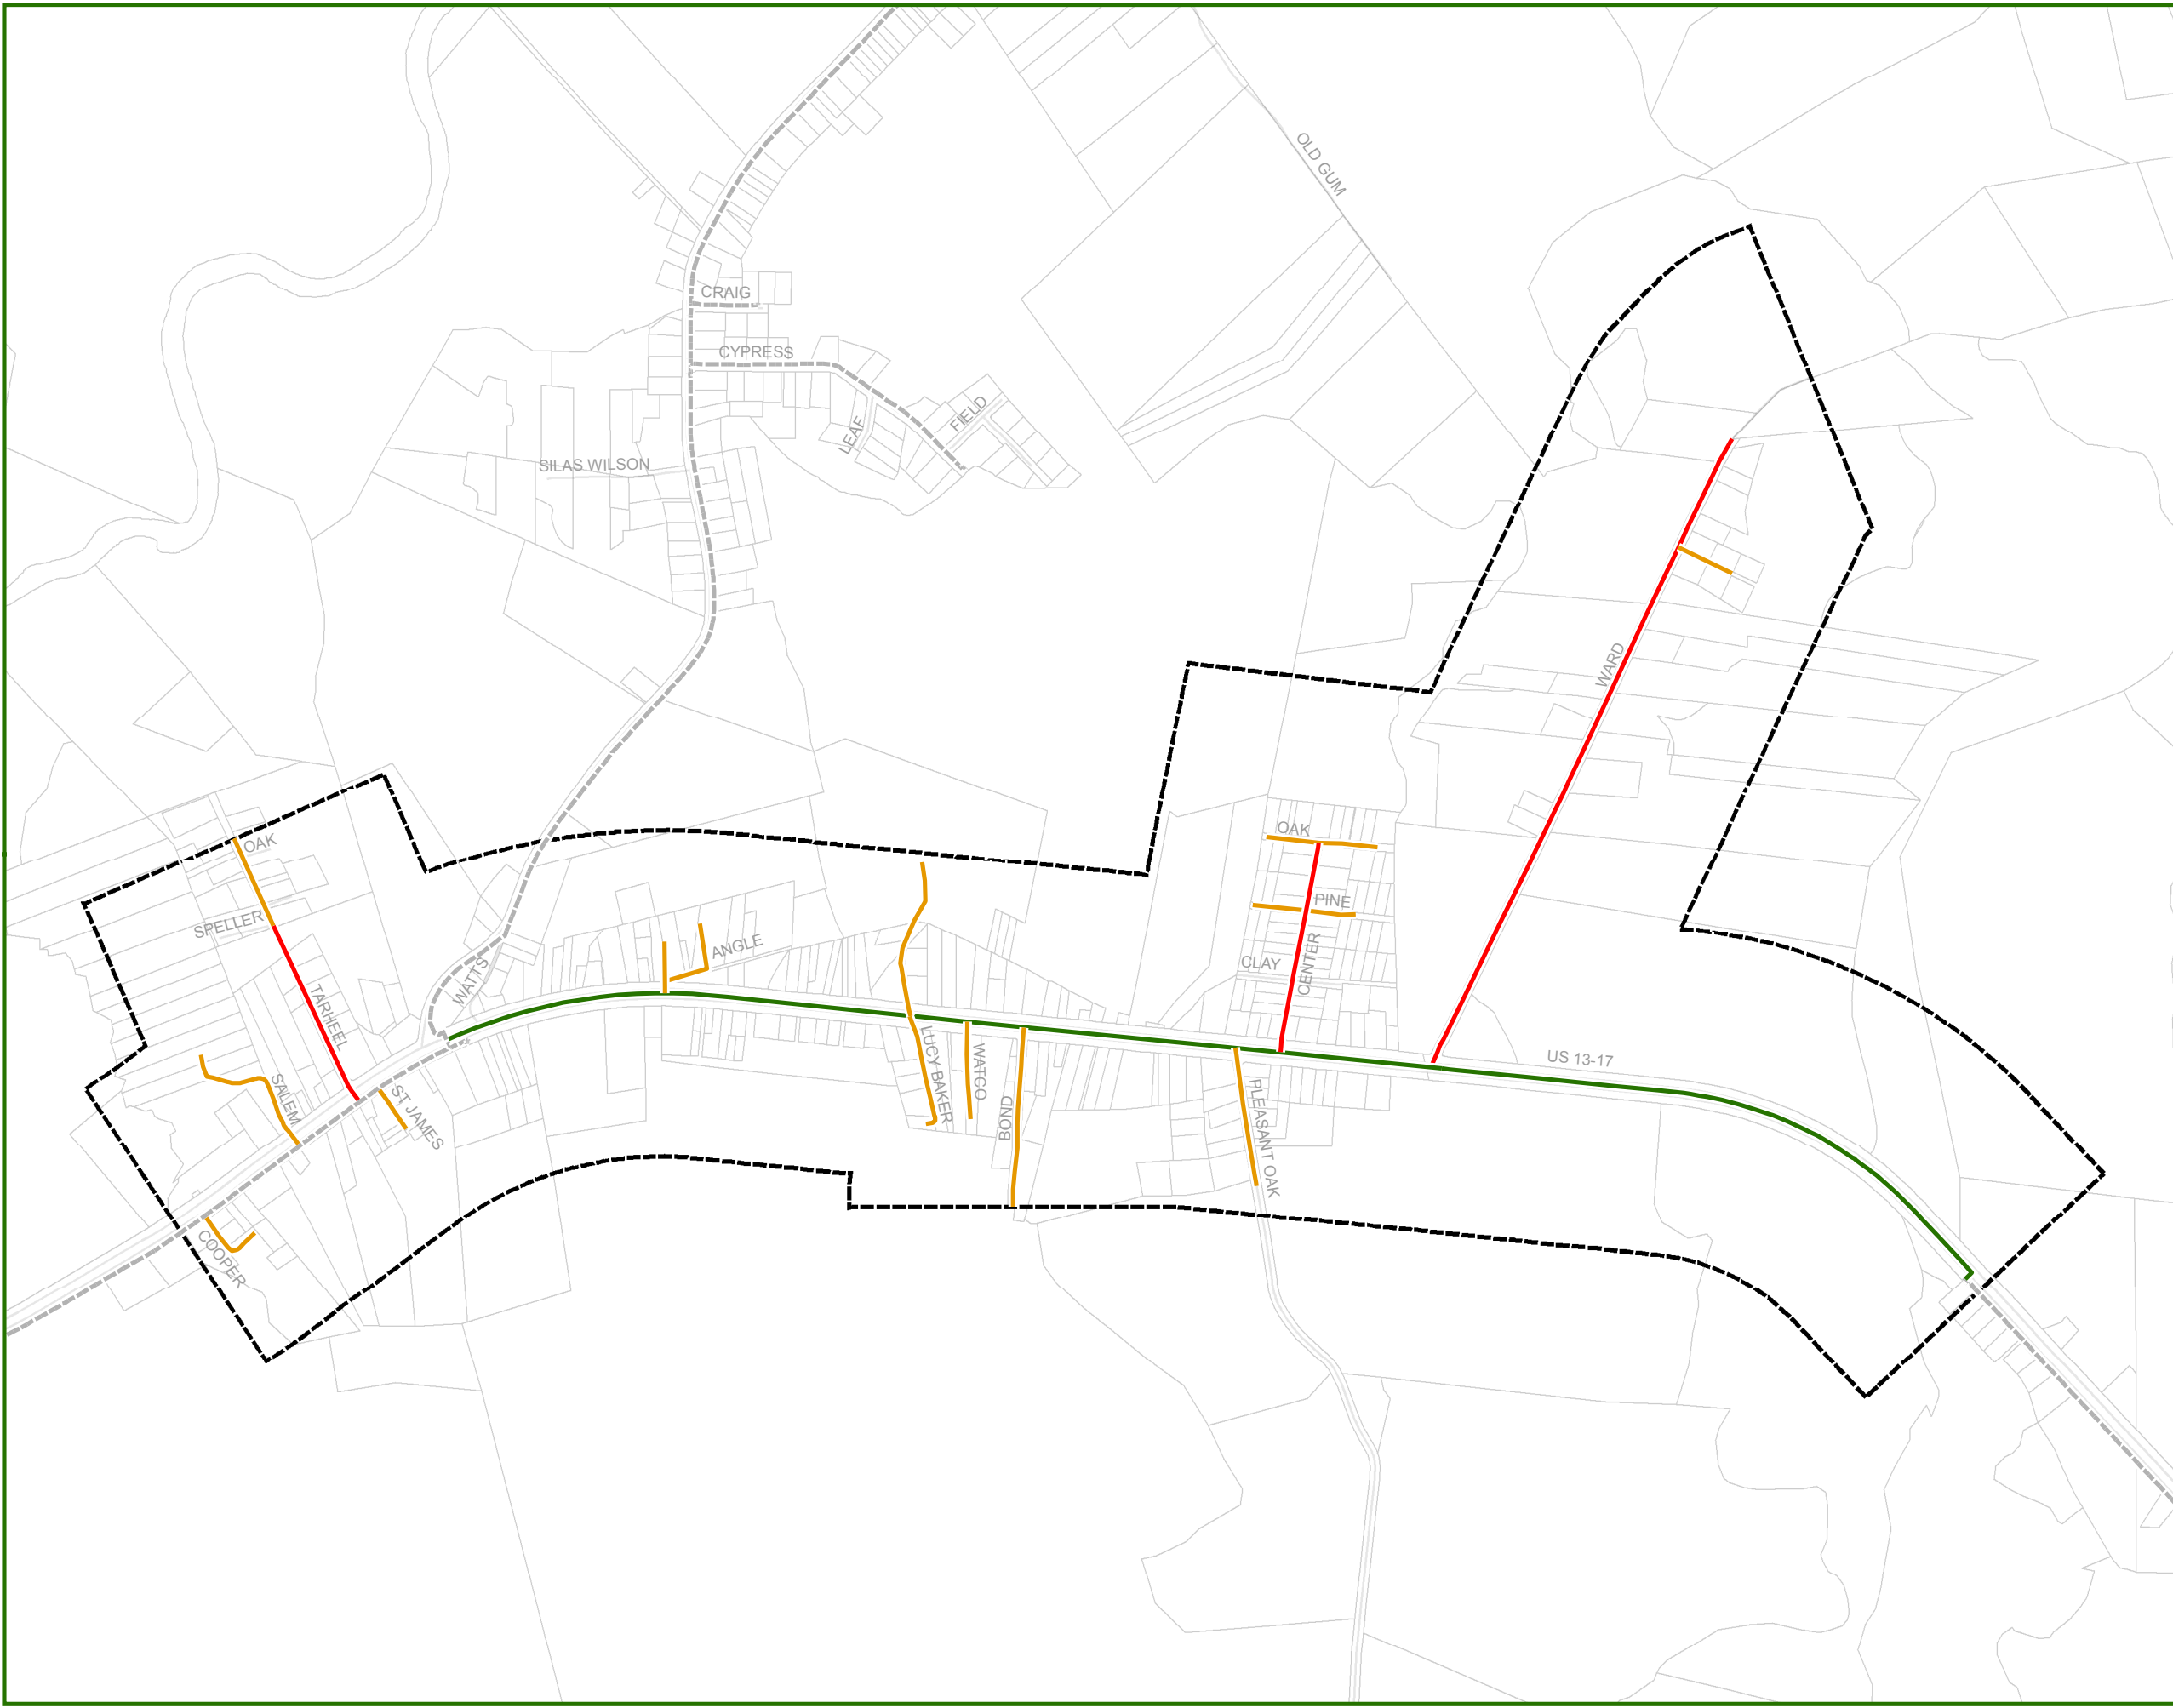 OLD GUM
CRAIG
CYPRESS
FIELD
LEAF
SILAS WILSON
WARD
OAK
OAK
PINE
SPELLER
ANGLE
CENTER
CLAY
WATTS
TARHEEL
US 13-17
LUCY BAKER
WATCO
SALEM
ST JAMES
BOND
PLEASANT OAK
COOPER